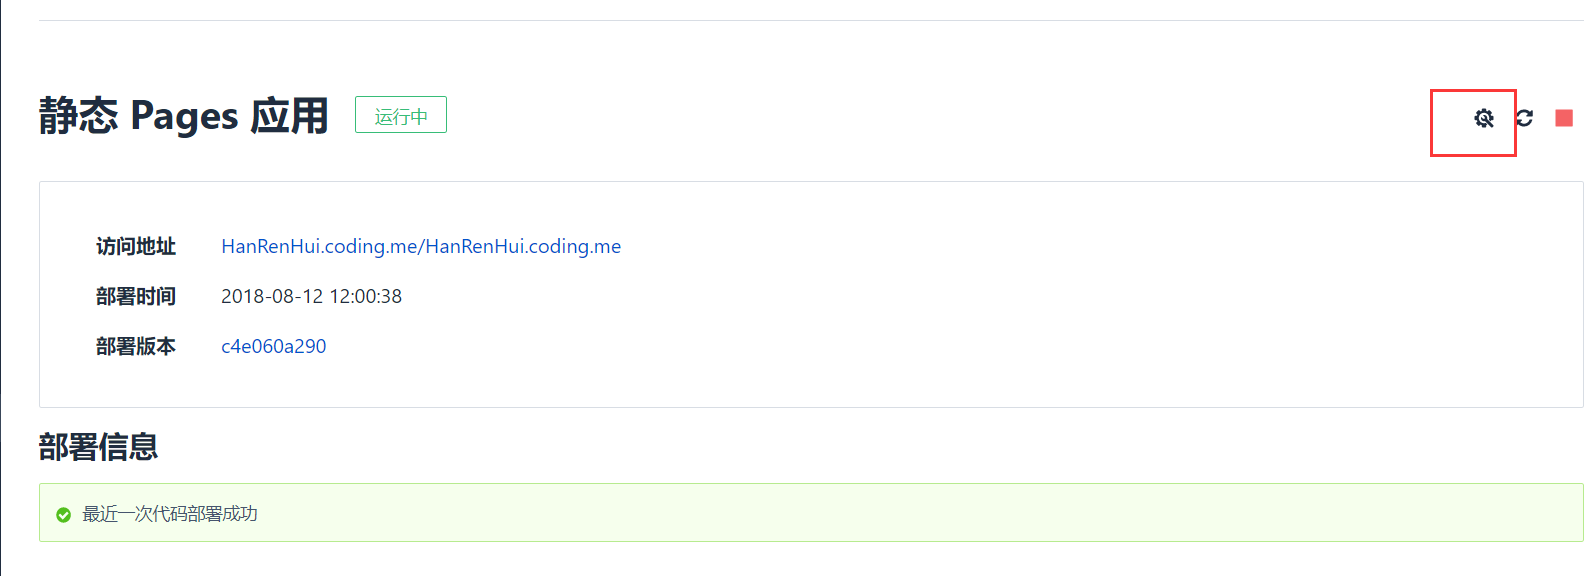 静态 Pages 应用 运行中
访问地址 HanRenHui.coding.me/HanRenHui.coding.me
部署时间 2018-08-12 12:00:38
部署版本 c4e060a290
部署信息
最近一次代码部署成功